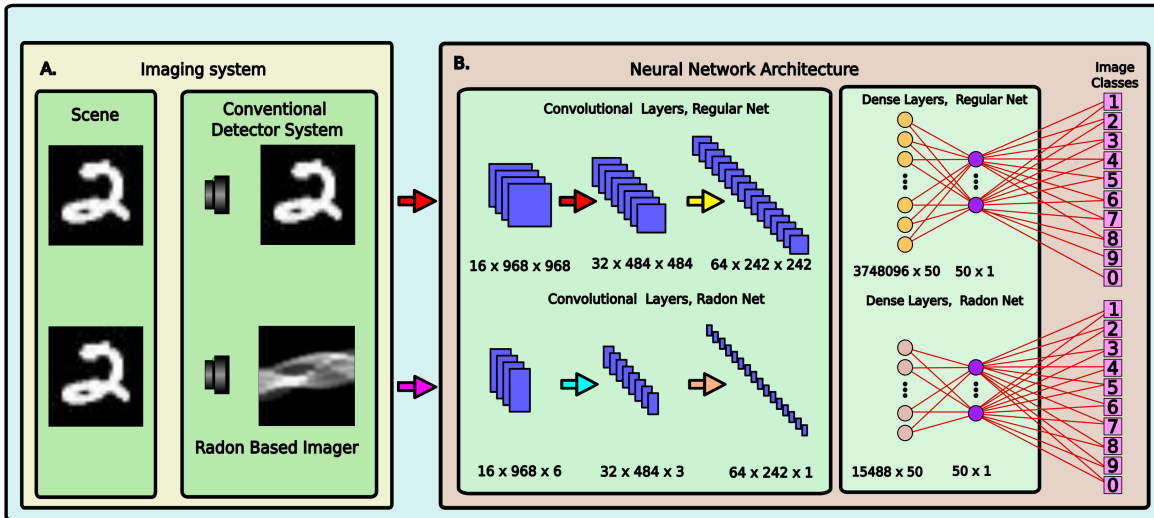 A.
Imaging system
Scene
Conventional
Detector System
Radon Based Imager
B.
Neural Network Architecture
Convolutional Layers, Regular Net
16 x 968 x 968
32 x 484 x 484
64 x 242 x 242
Convolutional Layers, Radon Net
16 x 968 x 6
32 x 484 x 3
64 x 242 x 1
Dense Layers, Regular Net
3748096 x 50
50 x 1
Dense Layers, Radon Net
15488 x 50
50 x 1
Image
Classes
1
2
3
4
5
6
7
8
9
0
1
2
3
4
5
6
7
8
9
0